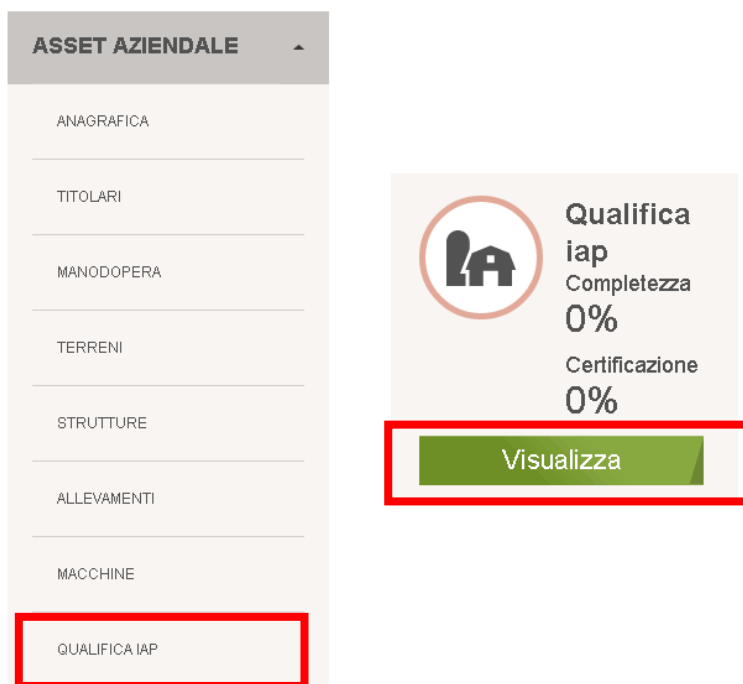 ASSET AZIENDALE
ANAGRAFICA
TITOLARI
MANODOPERA
TERRENI
STRUTTURE
ALLEVAMENTI
MACCHINE
QUALIFICA IAP
Qualifica
iap
Completezza
0%
Certificazione
0%
Visualizza